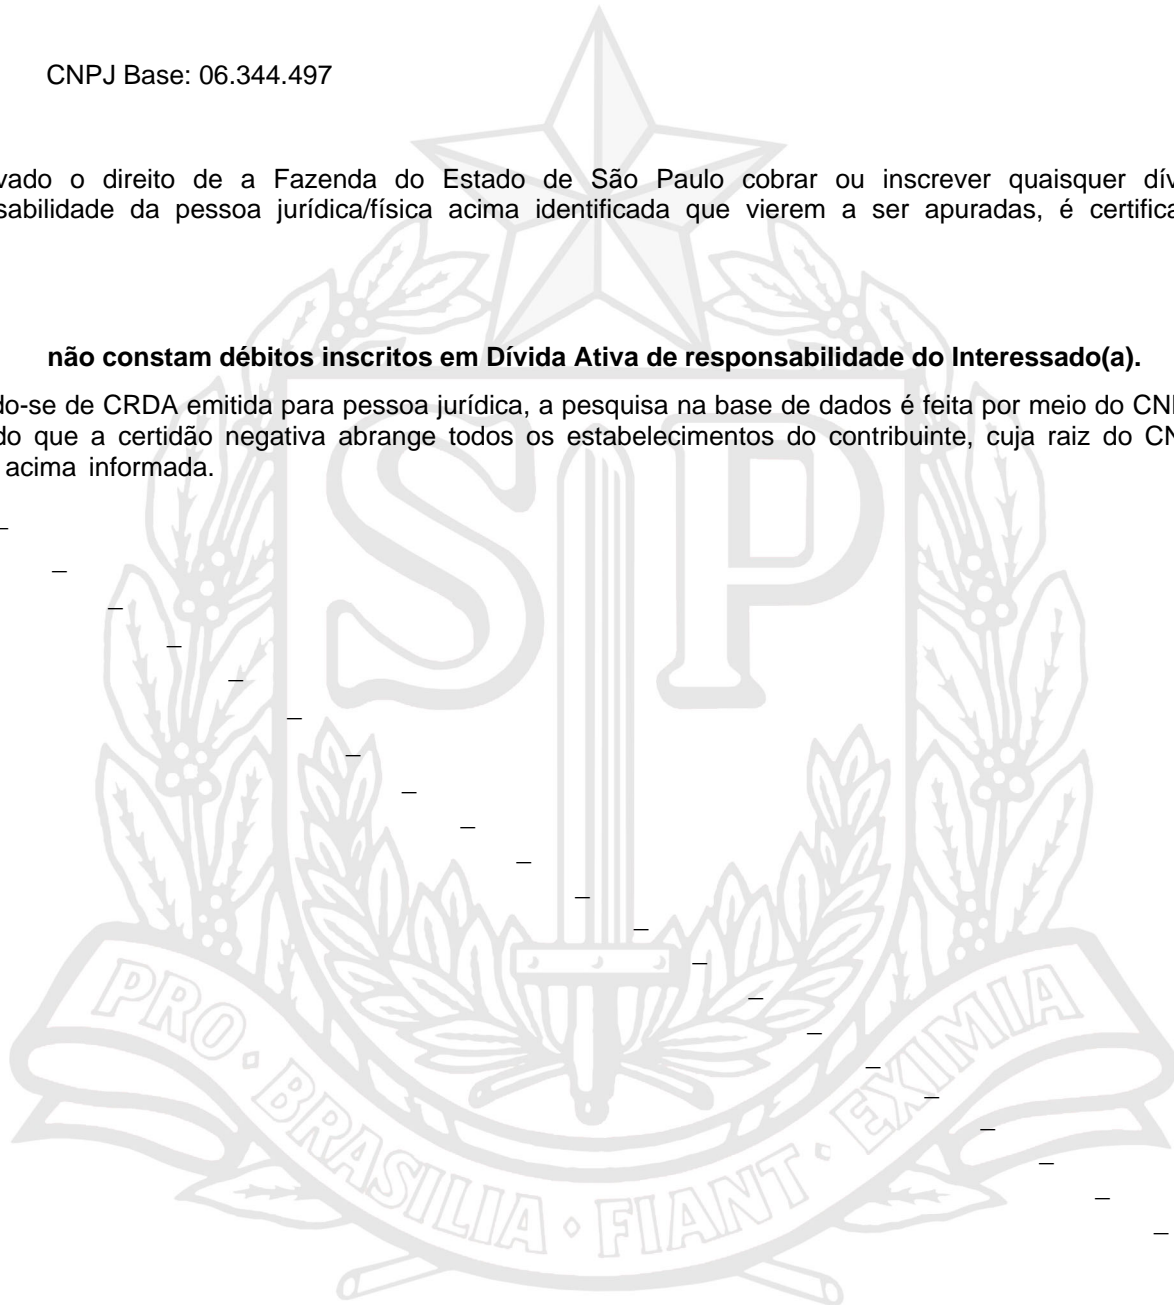 CNPJ Base: 06.344.497
vado o direito de a Fazenda do Estado de São Paulo cobrar ou inscrever quaisquer dív
sabilidade da pessoa jurídica/física acima identificada que vierem a ser apuradas, é certifica
não constam débitos inscritos em Dívida Ativa de responsabilidade do Interessado(a).
do-se de CRDA emitida para pessoa jurídica, a pesquisa na base de dados é feita por meio do CN
do que a certidão negativa abrange todos os estabelecimentos do contribuinte, cuja raiz do CN
acima informada.
SP
PRO · BRASILIA · FIANT · EXIMIA